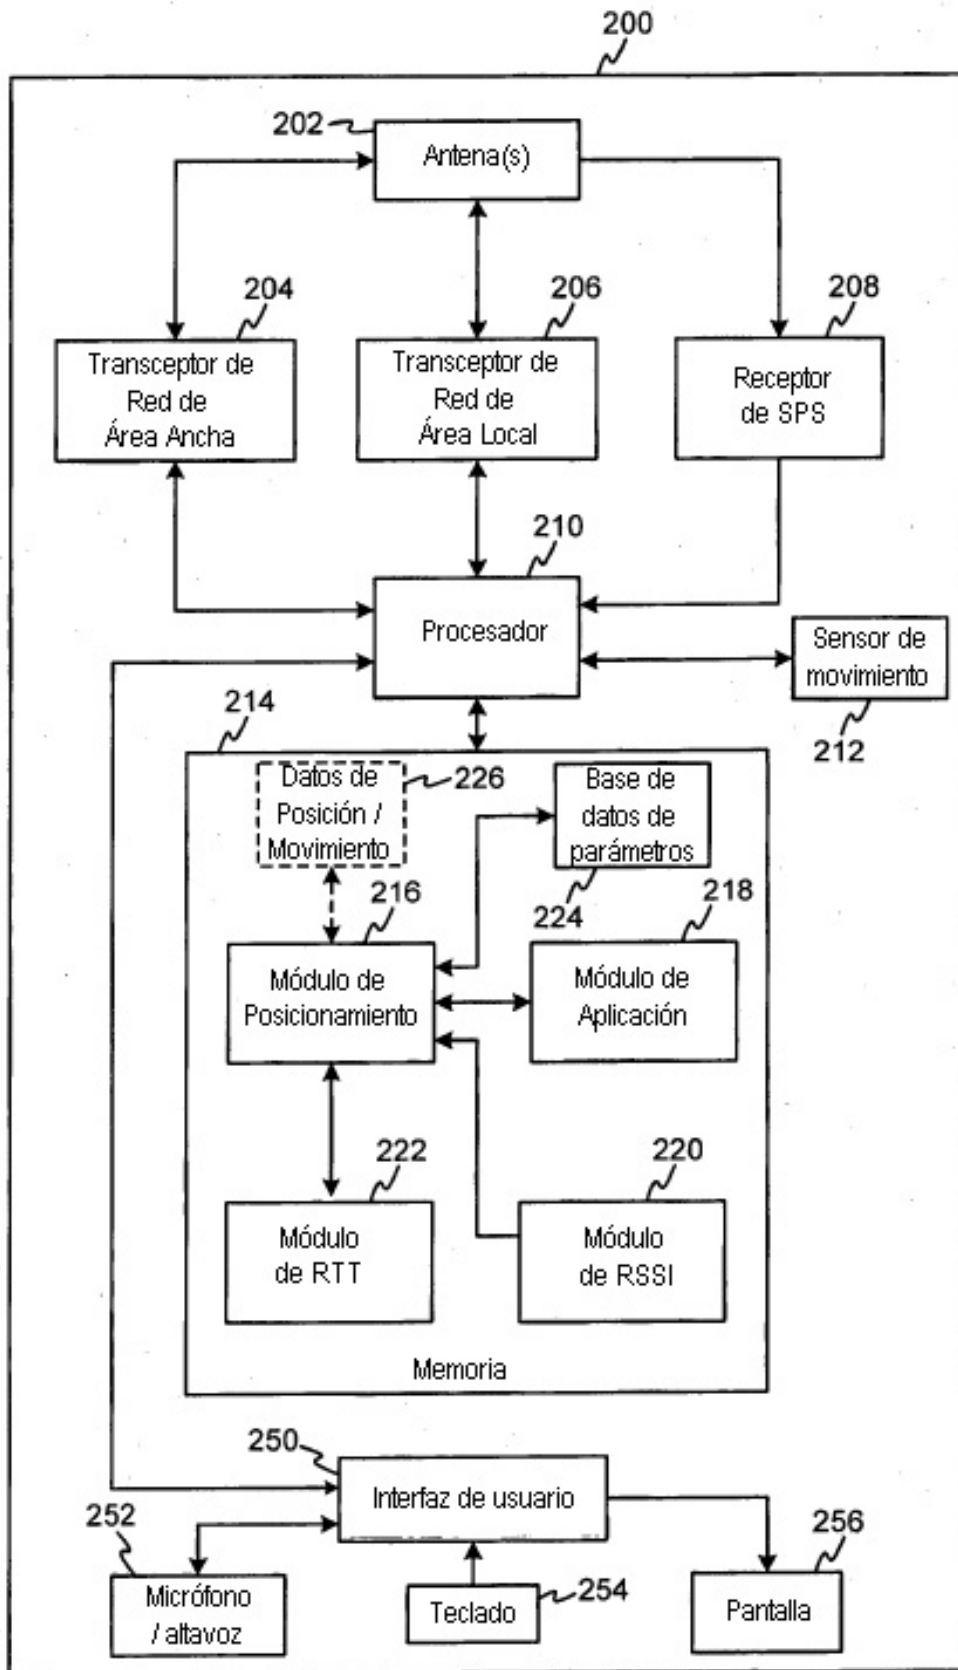 200
202
Antena(s)
204
206
208
Transceptor de
Red de
Área Ancha
Transceptor de
Red de
Área Local
Receptor
de SPS
210
Procesador
Sensor de
movimiento
212
214
Datos de
Posición /
Movimiento
226
Base de
datos de
parámetros
224
216
218
Módulo de
Posicionamiento
Módulo de
Aplicación
222
220
Módulo
de RTT
Módulo
de RSSI
Memoria
250
Interfaz de usuario
252
256
Micrófono
/ altavoz
Teclado
254
Pantalla